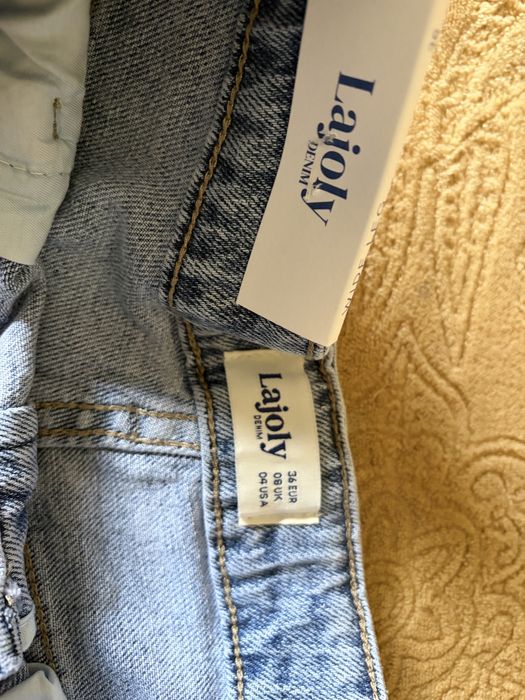 Lajoly
DENIM
Lajoly
DENIM
36 EUR
08 UK
04 USA